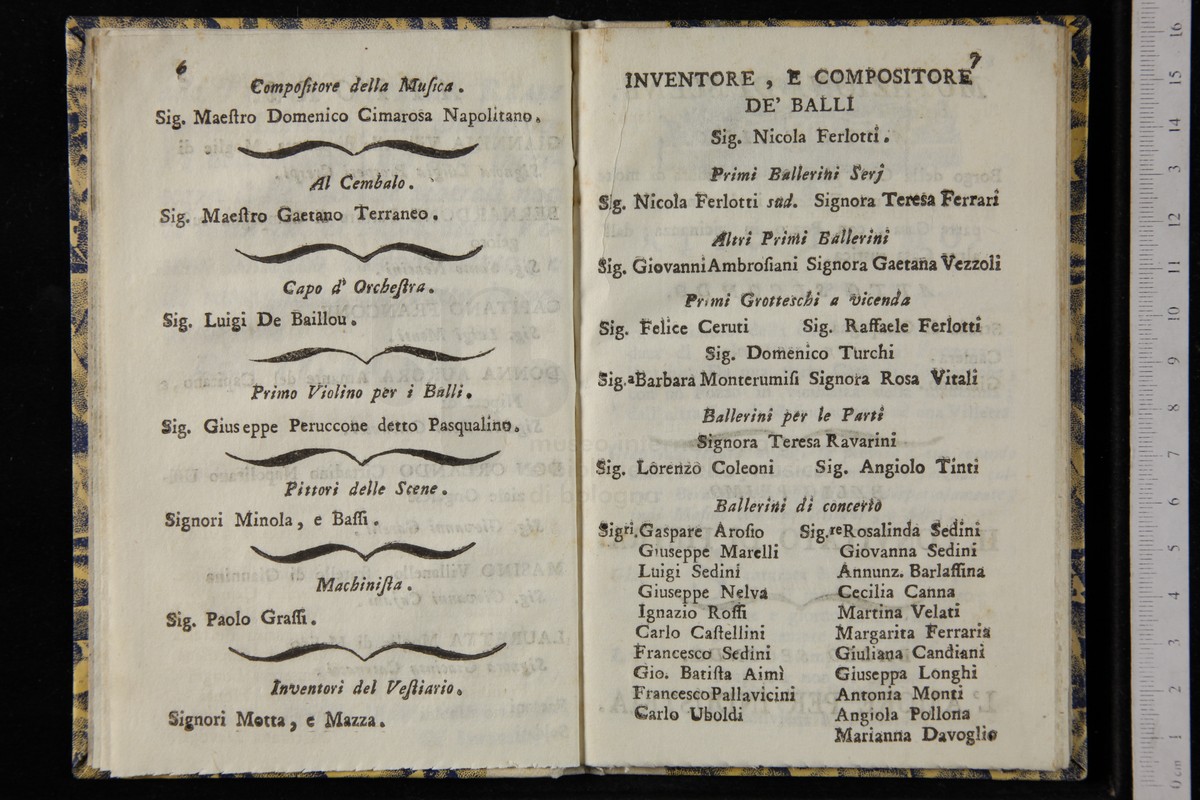 6
Compoſitore della Muſica.
Sig. Maeſtro Domenico Cimarosa Napolitano.
Al Cembalo.
Sig. Maeſtro Gaetano Terraneo.
Capo d' Orcheſtra.
Sig. Luigi De Baillou.
Primo Violino per i Balli.
Sig. Giuseppe Peruccone detto Pasqualino.
Pittori delle Scene.
Signori Minola, e Baſſi.
Machiniſta.
Sig. Paolo Graſſi.
Inventori del Veſtiario.
Signori Motta, e Mazza.
7
INVENTORE, E COMPOSITORE
DE' BALLI
Sig. Nicola Ferlotti.
Primi Ballerini Serj
Sig. Nicola Ferlotti sud. Signora Teresa Ferrari
Altri Primi Ballerini
Sig. Giovanni Ambroſiani Signora Gaetana Vezzoli
Primi Grotteschi a vicenda
Sig. Felice Ceruti Sig. Raffaele Ferlotti
Sig. Domenico Turchi
Sig.a Barbara Monterumiſi Signora Rosa Vitali
Ballerini per le Parti
Signora Teresa Ravarini
Sig. Lorenzo Coleoni Sig. Angiolo Tinti
Ballerini di concerto
Sigri. Gaspare Aroſio Sig.re Rosalinda Sedini
Giuseppe Marelli Giovanna Sedini
Luigi Sedini Annunz. Barlaſſina
Giuseppe Nelva Cecilia Canna
Ignazio Roſſi Martina Velati
Carlo Caſtellini Margarita Ferraria
Francesco Sedini Giuliana Candiani
Gio. Batiſta Aimì Giuseppa Longhi
Francesco Pallavicini Antonia Monti
Carlo Uboldi Angiola Pollona
Marianna Davoglio